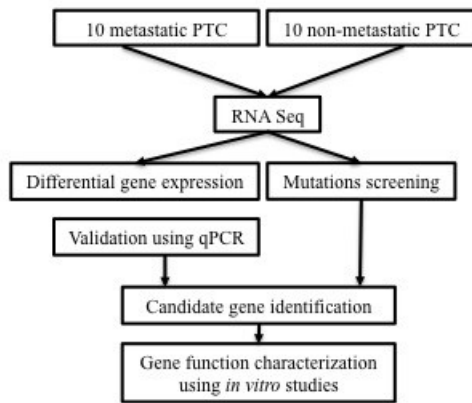 10 metastatic PTC
10 non-metastatic PTC
RNA Seq
Differential gene expression
Mutations screening
Validation using qPCR
Candidate gene identification
Gene function characterization
using in vitro studies